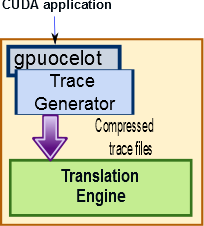 CUDA application
gpuocelot
Trace
Generator
Compressed
trace files
Translation
Engine